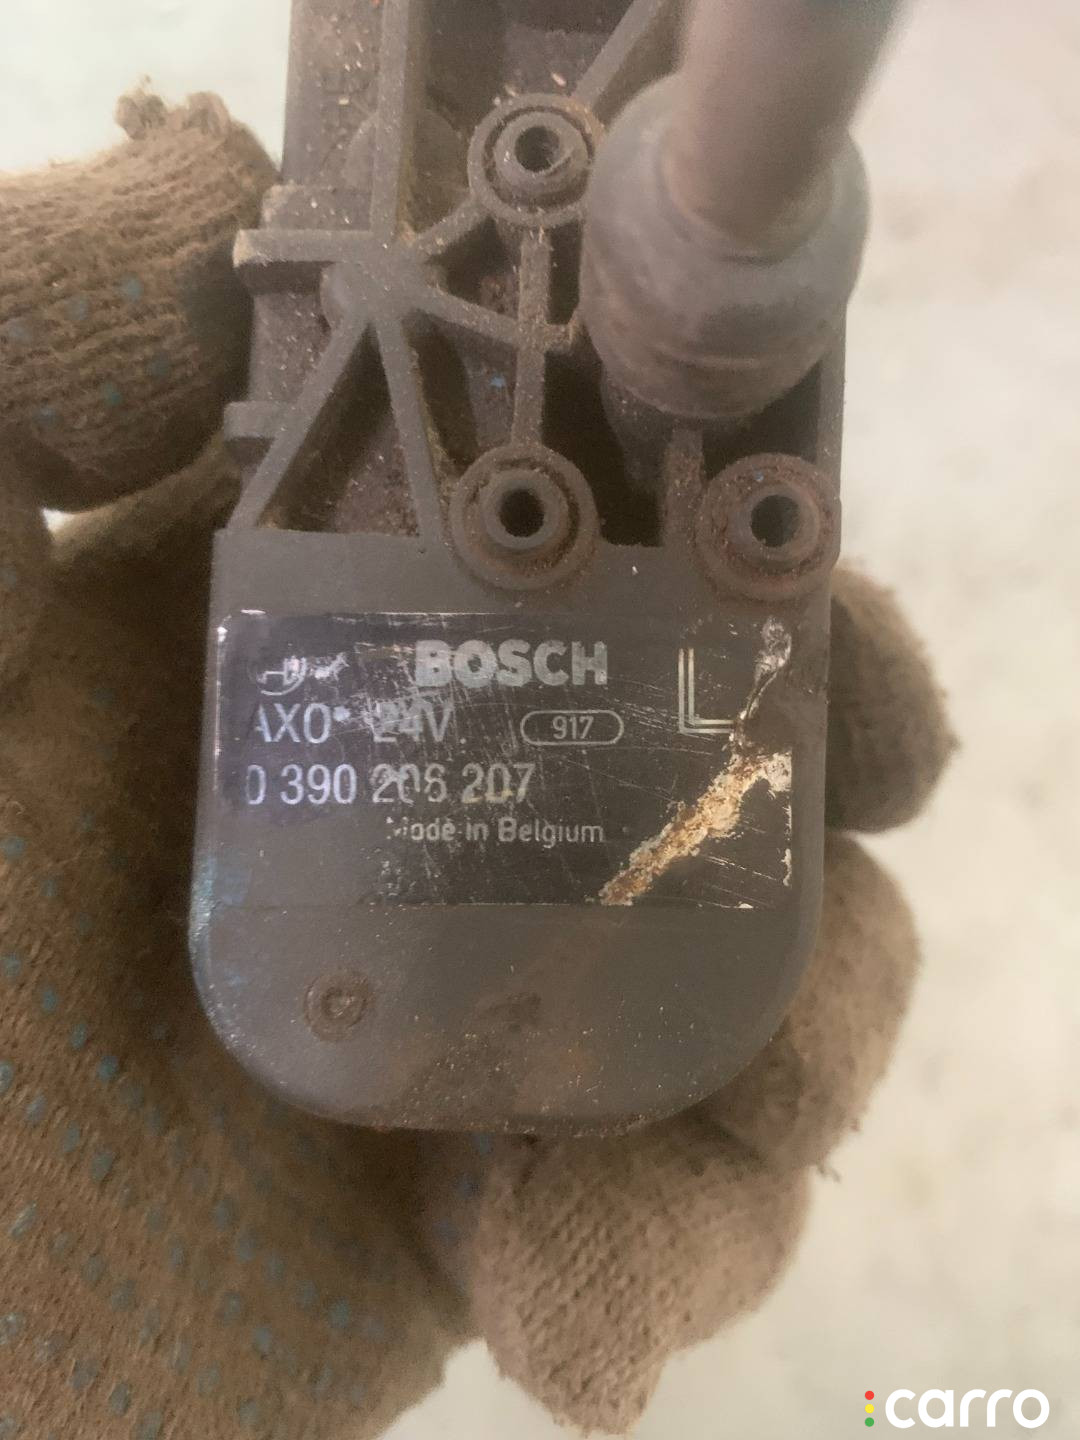 BOSCH
L
AXO 24V 917
0 390 206 207
Made in Belgium
carro